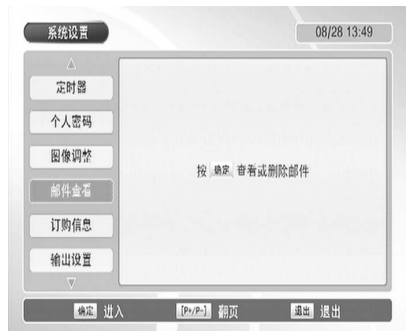 系统设置
08/28 13:49
定时器
个人密码
图像调整
邮件查看
订购信息
输出设置
按 确定 查看或删除邮件
确定 进入 [P+/P-] 翻页 退出 退出